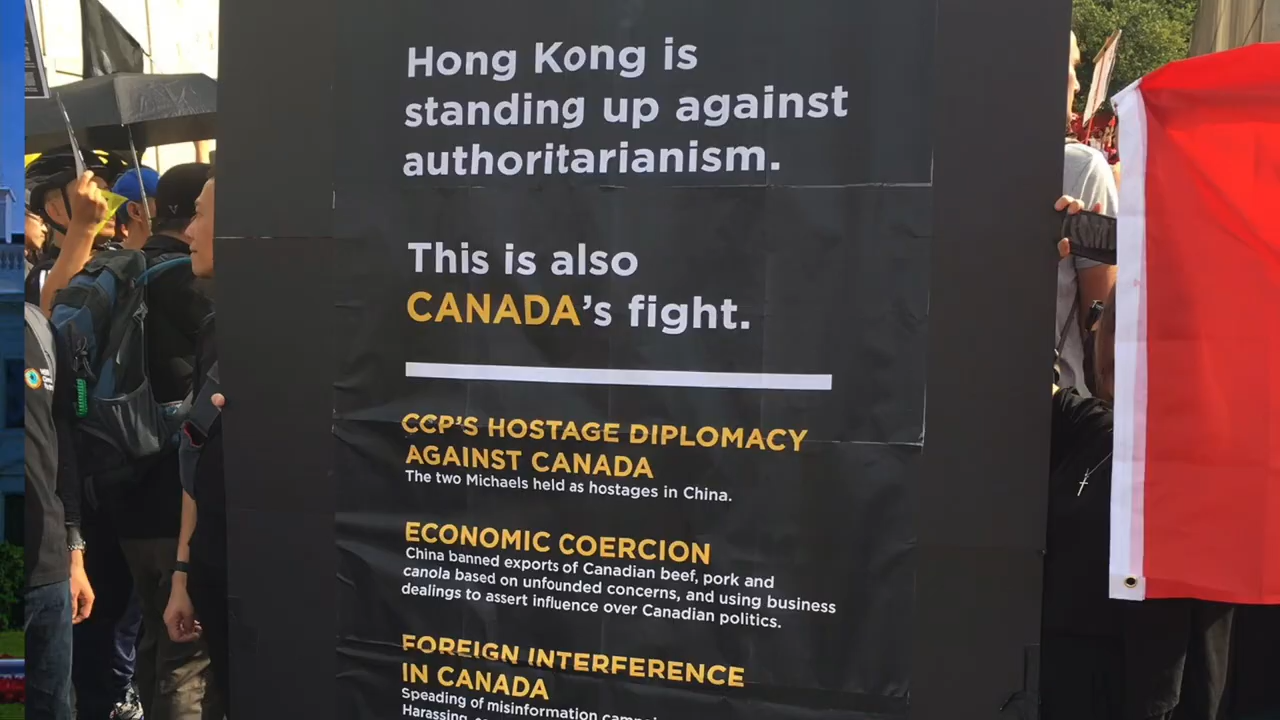 Hong Kong is
standing up against
authoritarianism.
This is also
CANADA's fight.
CCP'S HOSTAGE DIPLOMACY
AGAINST CANADA
The two Michaels held as hostages in China.
ECONOMIC COERCION
China banned exports of Canadian beef, pork and
canola based on unfounded concerns, and using business
dealings to assert influence over Canadian politics.
FOREIGN INTERFERENCE
IN CANADA
Speading of misinformation
Harassing,